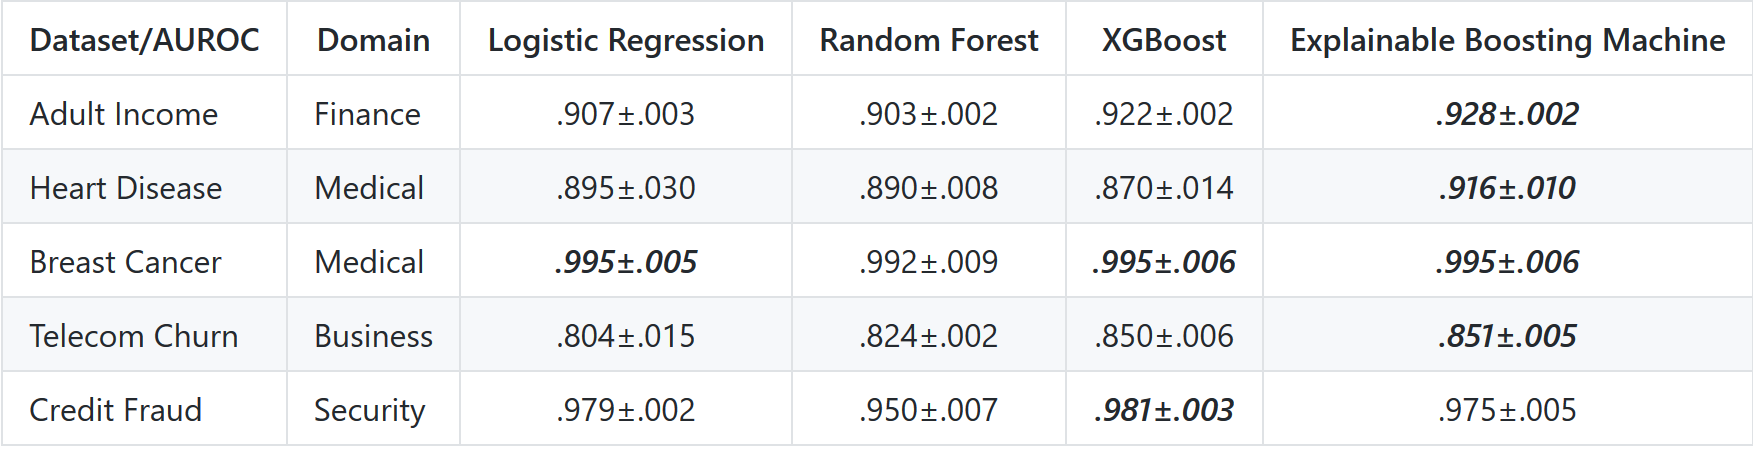 Dataset/AUROC Domain Logistic Regression Random Forest XGBoost Explainable Boosting Machine
Adult Income Finance .907±.003 .903±.002 .922±.002 .928±.002
Heart Disease Medical .895±.030 .890±.008 .870±.014 .916±.010
Breast Cancer Medical .995±.005 .992±.009 .995±.006 .995±.006
Telecom Churn Business .804±.015 .824±.002 .850±.006 .851±.005
Credit Fraud Security .979±.002 .950±.007 .981±.003 .975±.005